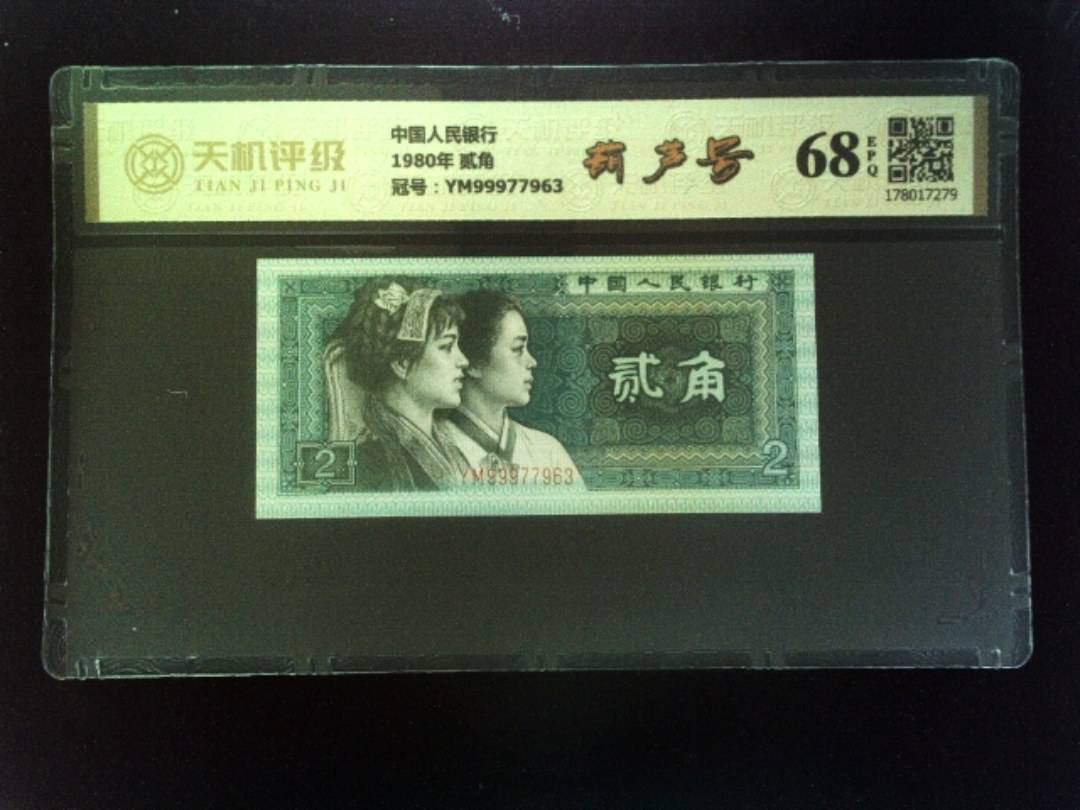 天机评级
TIAN JI PING JI
中国人民银行
1980年 贰角
冠号：YM99977963
葫芦号
68
EPQ
178017279
中国人民银行
贰角
2
2
YM99977963